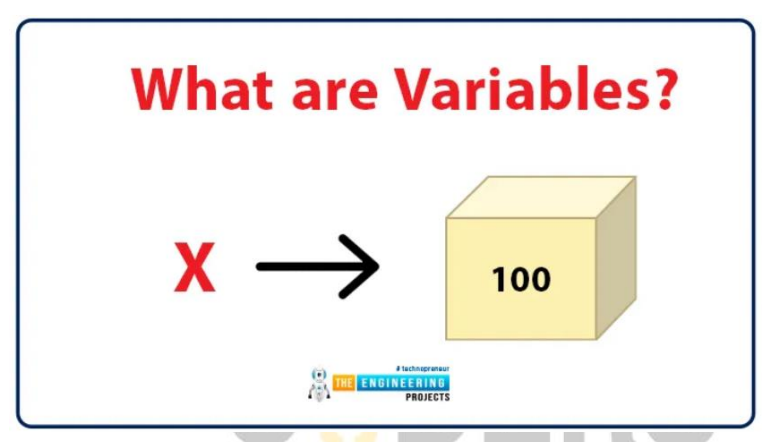 What are Variables?
X
100
# technopreneur
THE ENGINEERING
PROJECTS